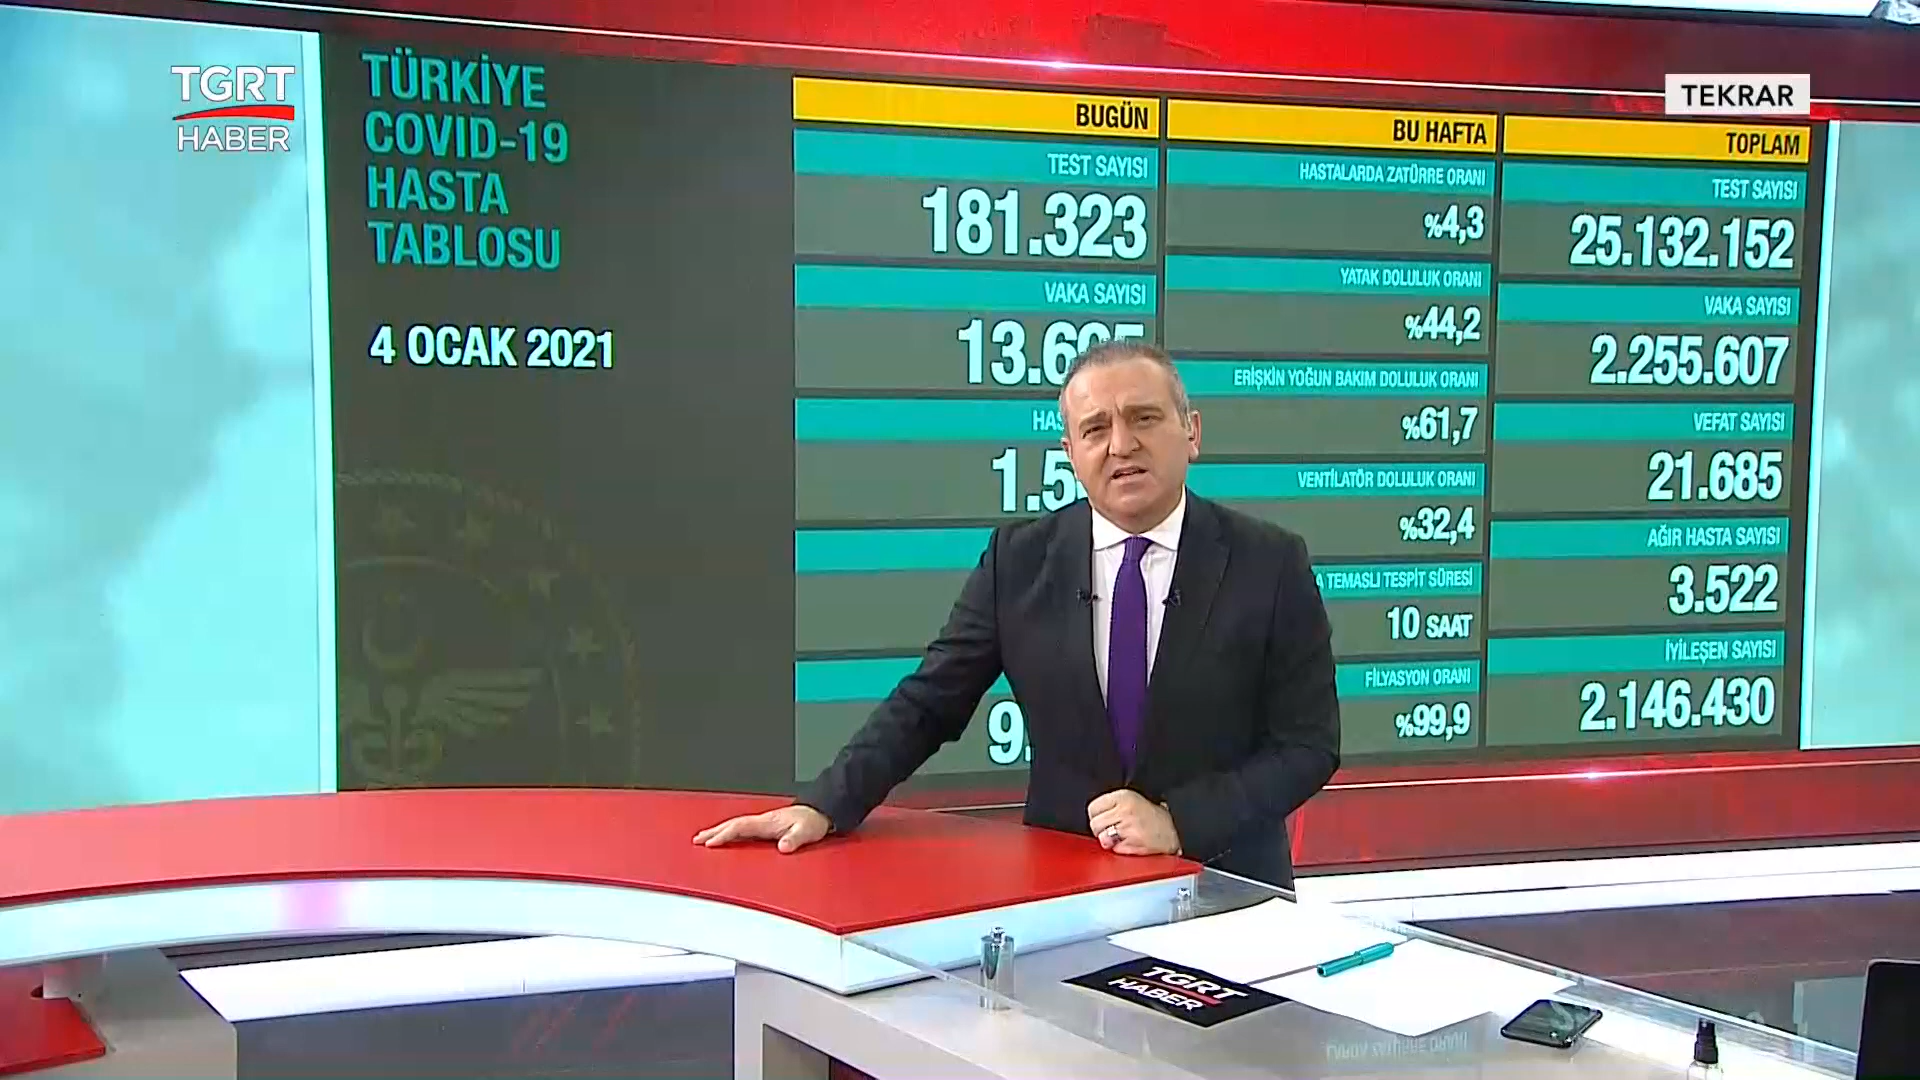 TGRT
HABER
TEKRAR
TÜRKİYE
COVID-19
HASTA
TABLOSU
4 OCAK 2021
BUGÜN
TEST SAYISI
181.323
VAKA SAYISI
BU HAFTA
HASTALARDA ZATÜRRE ORANI
%4,3
YATAK DOLULUK ORANI
%44,2
ERİŞKİN YOĞUN BAKIM DOLULUK ORANI
%61,7
VENTİLATÖR DOLULUK ORANI
%32,4
TEMASLI TESPİT SÜRESİ
10 SAAT
FİLYASYON ORANI
%99,9
TOPLAM
TEST SAYISI
25.132.152
VAKA SAYISI
2.255.607
VEFAT SAYISI
21.685
AĞIR HASTA SAYISI
3.522
İYİLEŞEN SAYISI
2.146.430
TGRT
HABER